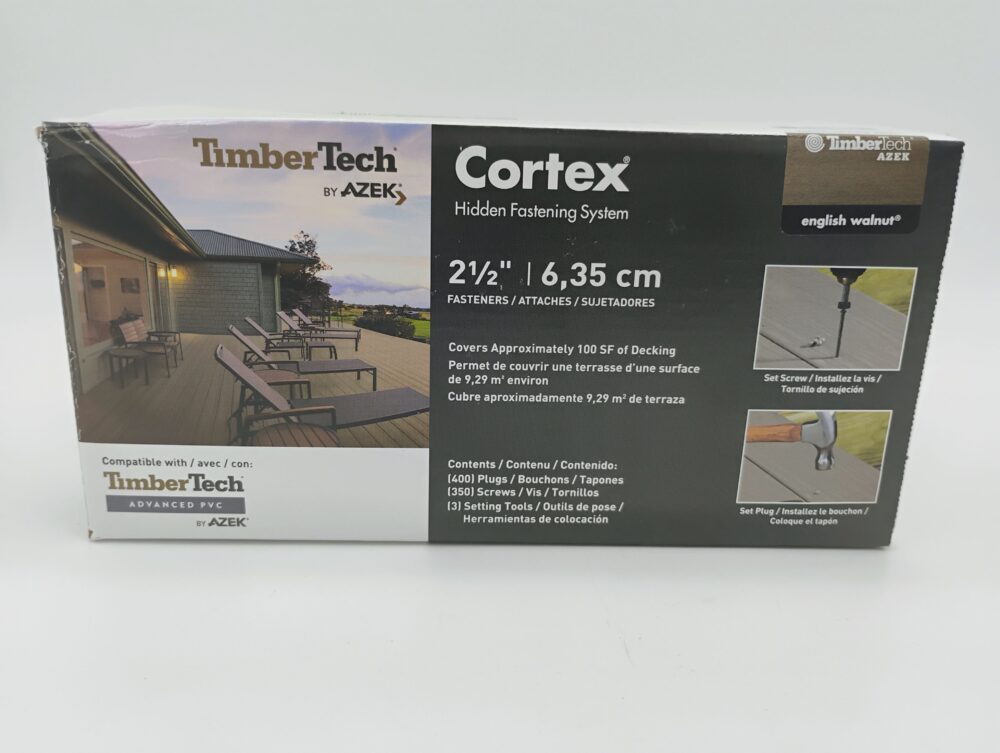 TimberTech®
BY AZEK®
Compatible with / avec / con:
TimberTech®
ADVANCED PVC
BY AZEK®
Cortex®
Hidden Fastening System
2½" | 6,35 cm
FASTENERS / ATTACHES / SUJETADORES
Covers Approximately 100 SF of Decking
Permet de couvrir une terrasse d'une surface
de 9,29 m² environ
Cubre aproximadamente 9,29 m² de terraza
Contents / Contenu / Contenido:
(400) Plugs / Bouchons / Tapones
(350) Screws / Vis / Tornillos
(3) Setting Tools / Outils de pose /
Herramientas de colocación
TimberTech
AZEK
english walnut®
Set Screw / Installez la vis /
Tornillo de sujeción
Set Plug / Installez le bouchon /
Coloque el tapón